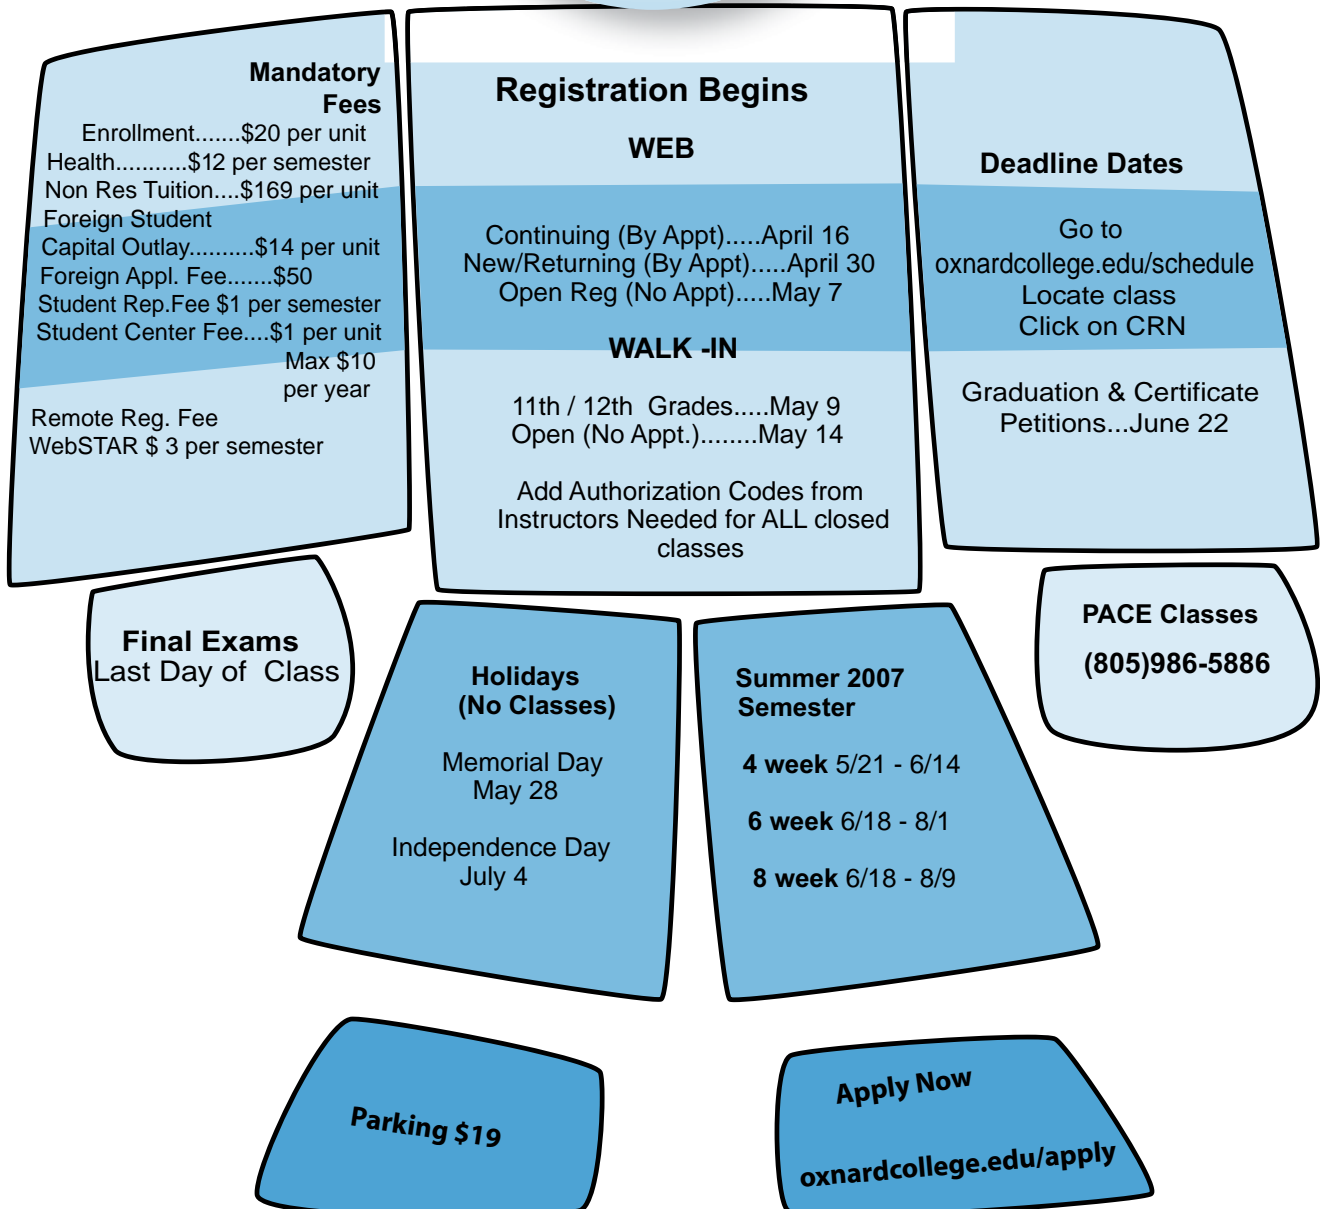 Mandatory
Fees
Enrollment.......$20 per unit
Health...........$12 per semester
Non Res Tuition....$169 per unit
Foreign Student
Capital Outlay..........$14 per unit
Foreign Appl. Fee.......$50
Student Rep.Fee $1 per semester
Student Center Fee....$1 per unit
Max $10
per year
Remote Reg. Fee
WebSTAR $ 3 per semester
Registration Begins
WEB
Continuing (By Appt).....April 16
New/Returning (By Appt).....April 30
Open Reg (No Appt).....May 7
WALK -IN
11th / 12th  Grades.....May 9
Open (No Appt.)........May 14
Add Authorization Codes from
Instructors Needed for ALL closed
classes
Deadline Dates
Go to
oxnardcollege.edu/schedule
Locate class
Click on CRN
Graduation & Certificate
Petitions...June 22
Final Exams
Last Day of  Class
Holidays
(No Classes)
Memorial Day
May 28
Independence Day
July 4
Summer 2007
Semester
4 week 5/21 - 6/14
6 week 6/18 - 8/1
8 week 6/18 - 8/9
PACE Classes
(805)986-5886
Parking $19
Apply Now
oxnardcollege.edu/apply